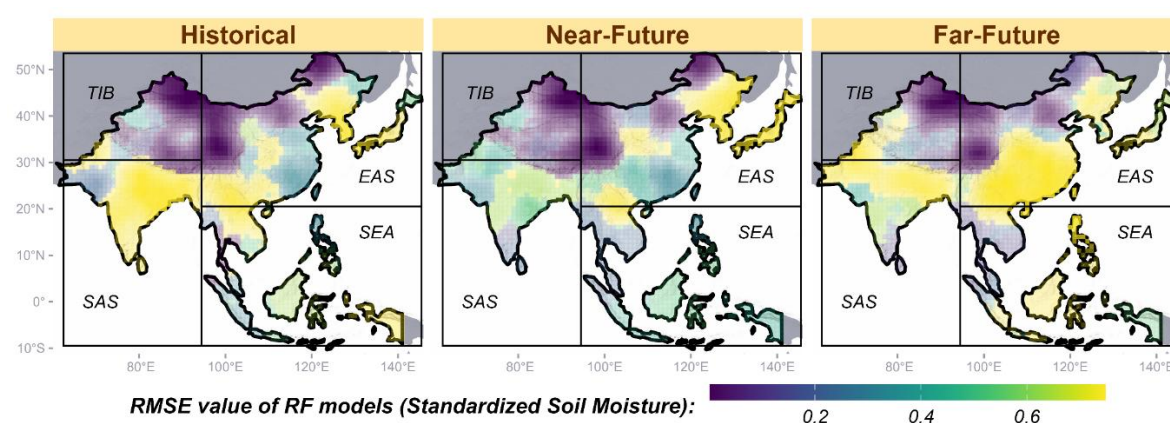 Historical
Near-Future
Far-Future
50°N
40°N
30°N
20°N
10°N
0°
10°S
TIB
EAS
SEA
SAS
TIB
EAS
SEA
SAS
TIB
EAS
SEA
SAS
80°E 100°E 120°E 140°E
80°E 100°E 120°E 140°E
80°E 100°E 120°E 140°E
RMSE value of RF models (Standardized Soil Moisture):
0.2 0.4 0.6